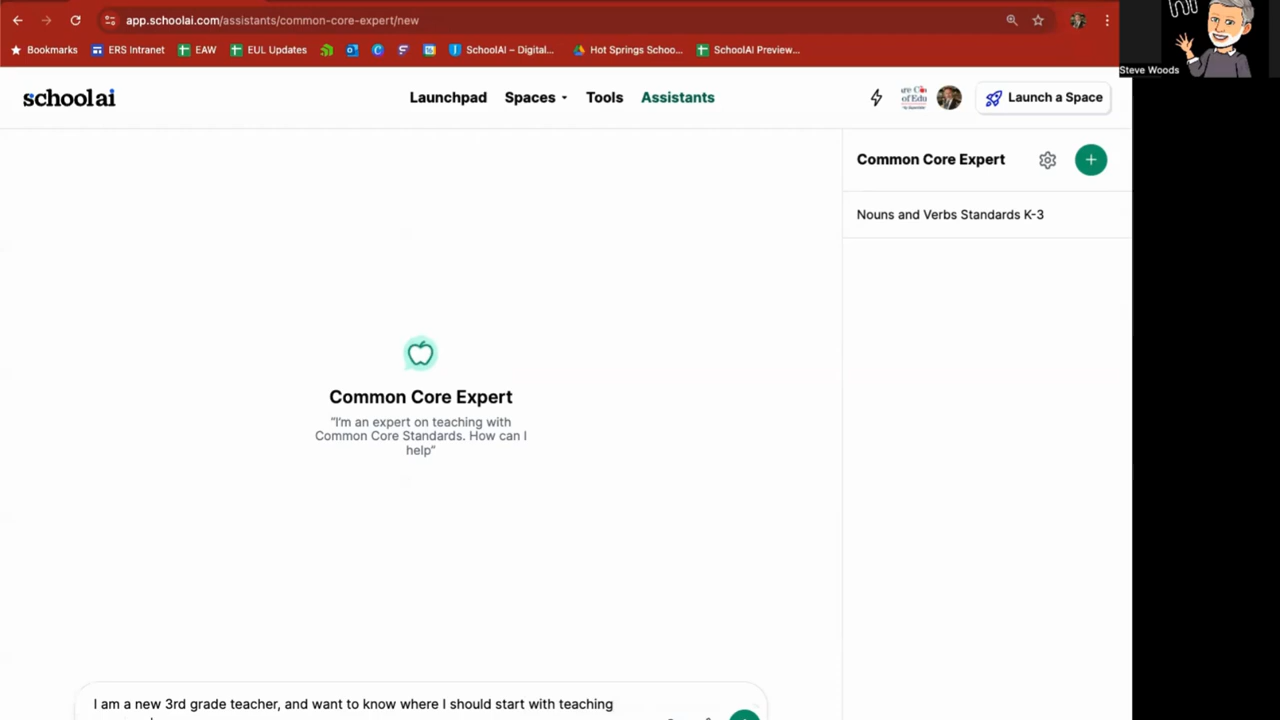 app.schoolai.com/assistants/common-core-expert/new
Bookmarks
ERS Intranet
EAW
EUL Updates
SchoolAI – Digital...
Hot Springs Schoo...
SchoolAI Preview...
Steve Woods
schoolai
Launchpad
Spaces
Tools
Assistants
Launch a Space
Common Core Expert
Nouns and Verbs Standards K-3
Common Core Expert
“I'm an expert on teaching with
Common Core Standards. How can I
help”
I am a new 3rd grade teacher, and want to know where I should start with teaching